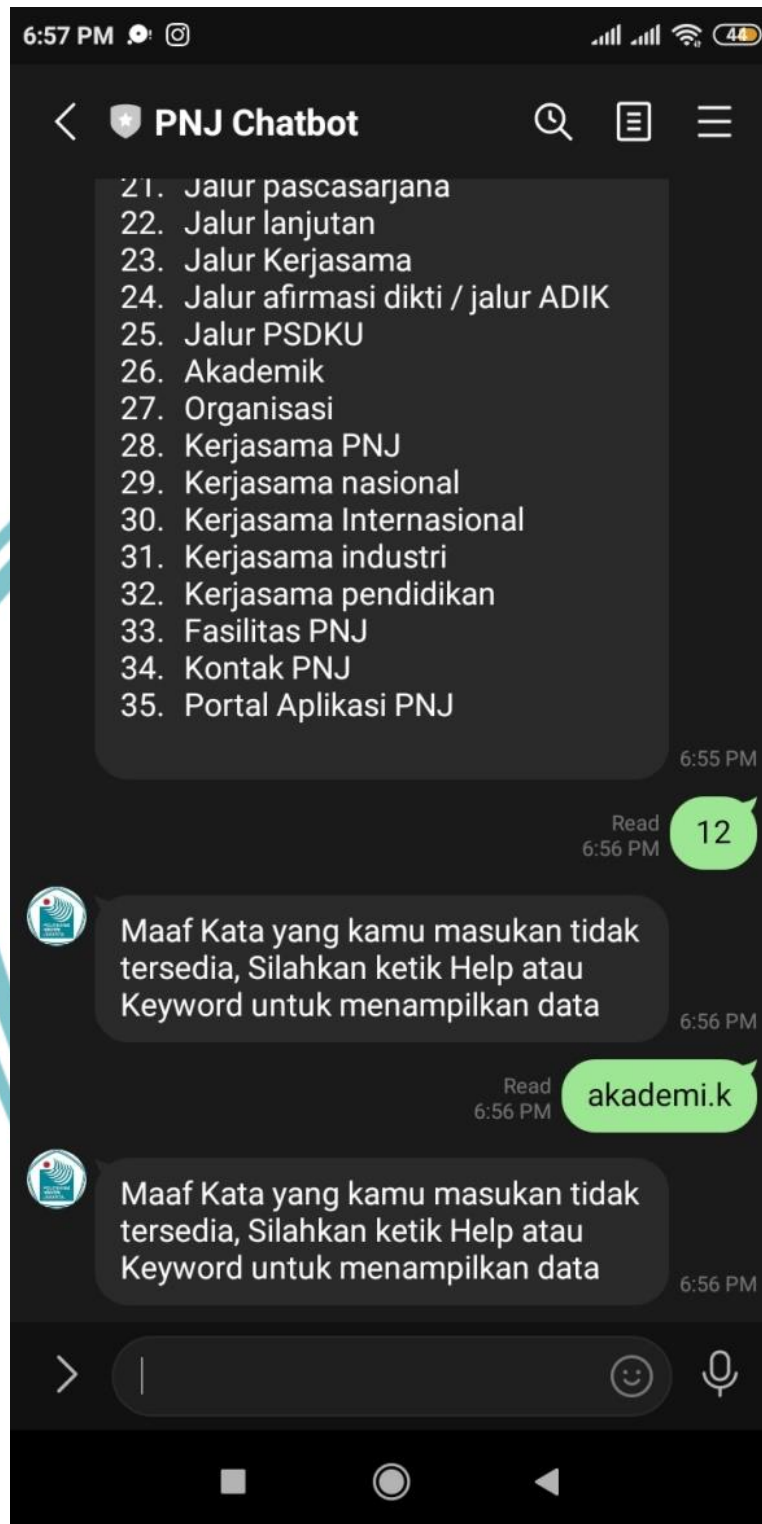 6:57 PM 44
PNJ Chatbot
21. Jalur pascasarjana
22. Jalur lanjutan
23. Jalur Kerjasama
24. Jalur afirmasi dikti / jalur ADIK
25. Jalur PSDKU
26. Akademik
27. Organisasi
28. Kerjasama PNJ
29. Kerjasama nasional
30. Kerjasama Internasional
31. Kerjasama industri
32. Kerjasama pendidikan
33. Fasilitas PNJ
34. Kontak PNJ
35. Portal Aplikasi PNJ
6:55 PM
Read
6:56 PM
12
Maaf Kata yang kamu masukan tidak
tersedia, Silahkan ketik Help atau
Keyword untuk menampilkan data
6:56 PM
Read
6:56 PM
akademi.k
Maaf Kata yang kamu masukan tidak
tersedia, Silahkan ketik Help atau
Keyword untuk menampilkan data
6:56 PM